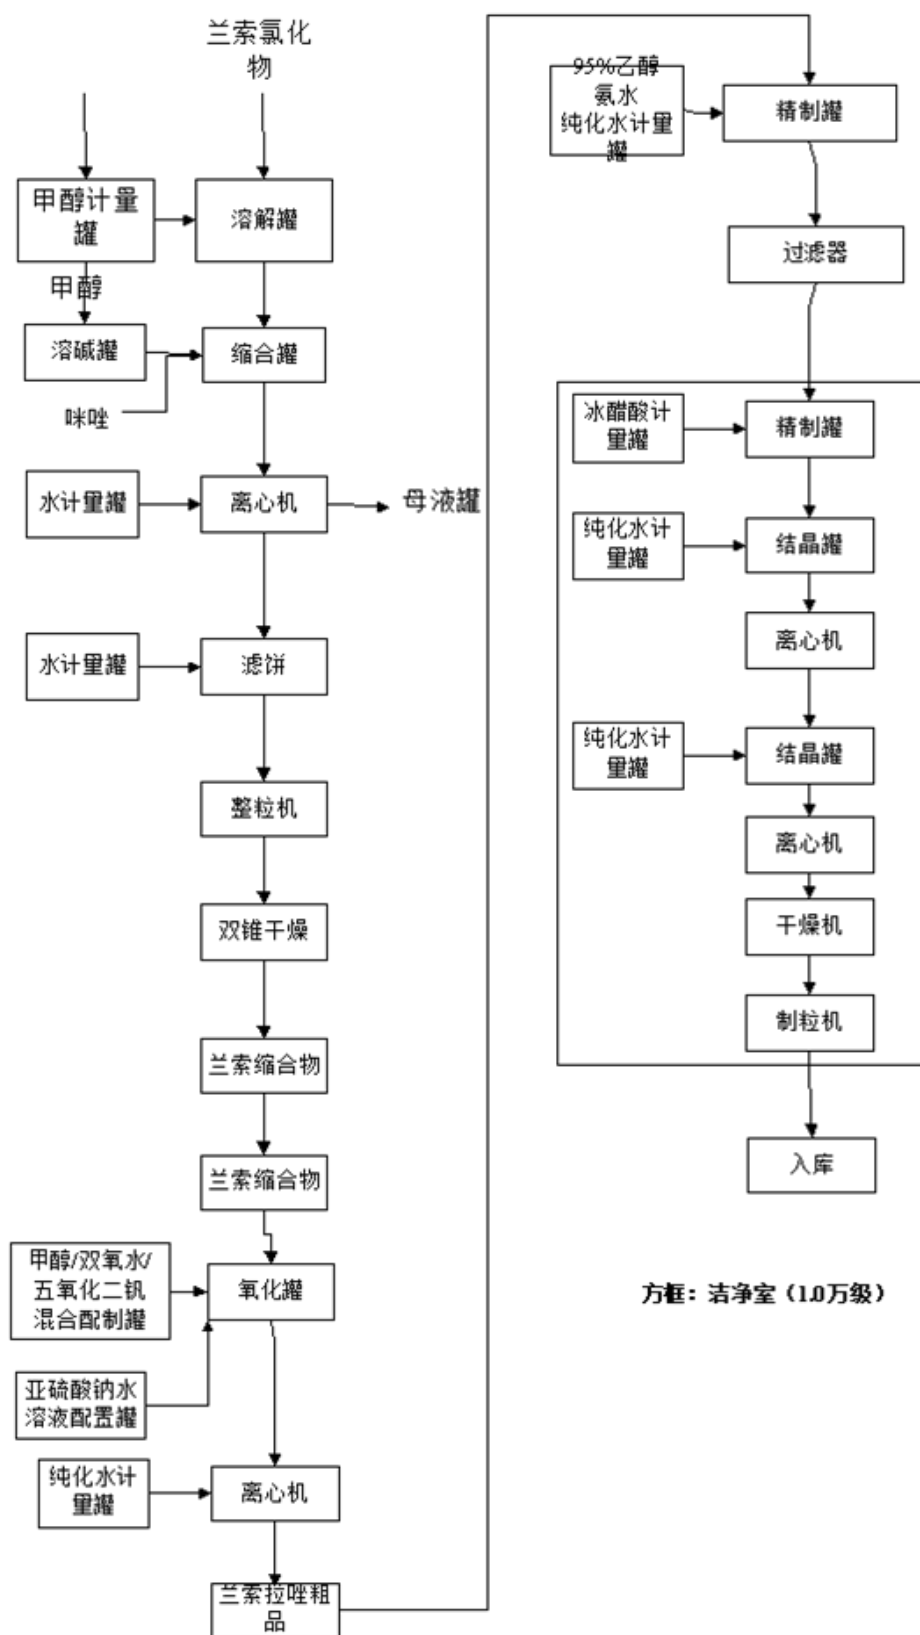 兰索氯化
物
甲醇计量
罐
溶解罐
甲醇
溶碱罐
缩合罐
咪唑
水计量罐
离心机
母液罐
水计量罐
滤饼
整粒机
双锥干燥
兰索缩合物
兰索缩合物
甲醇/双氧水/
五氧化二钒
混合配制罐
氧化罐
亚硫酸钠水
溶液配置罐
纯化水计
量罐
离心机
兰索拉唑粗
品
95%乙醇
氨水
纯化水计量
罐
精制罐
过滤器
冰醋酸计
量罐
精制罐
纯化水计
量罐
结晶罐
离心机
纯化水计
量罐
结晶罐
离心机
干燥机
制粒机
入库
方框：洁净室（1.0万级）